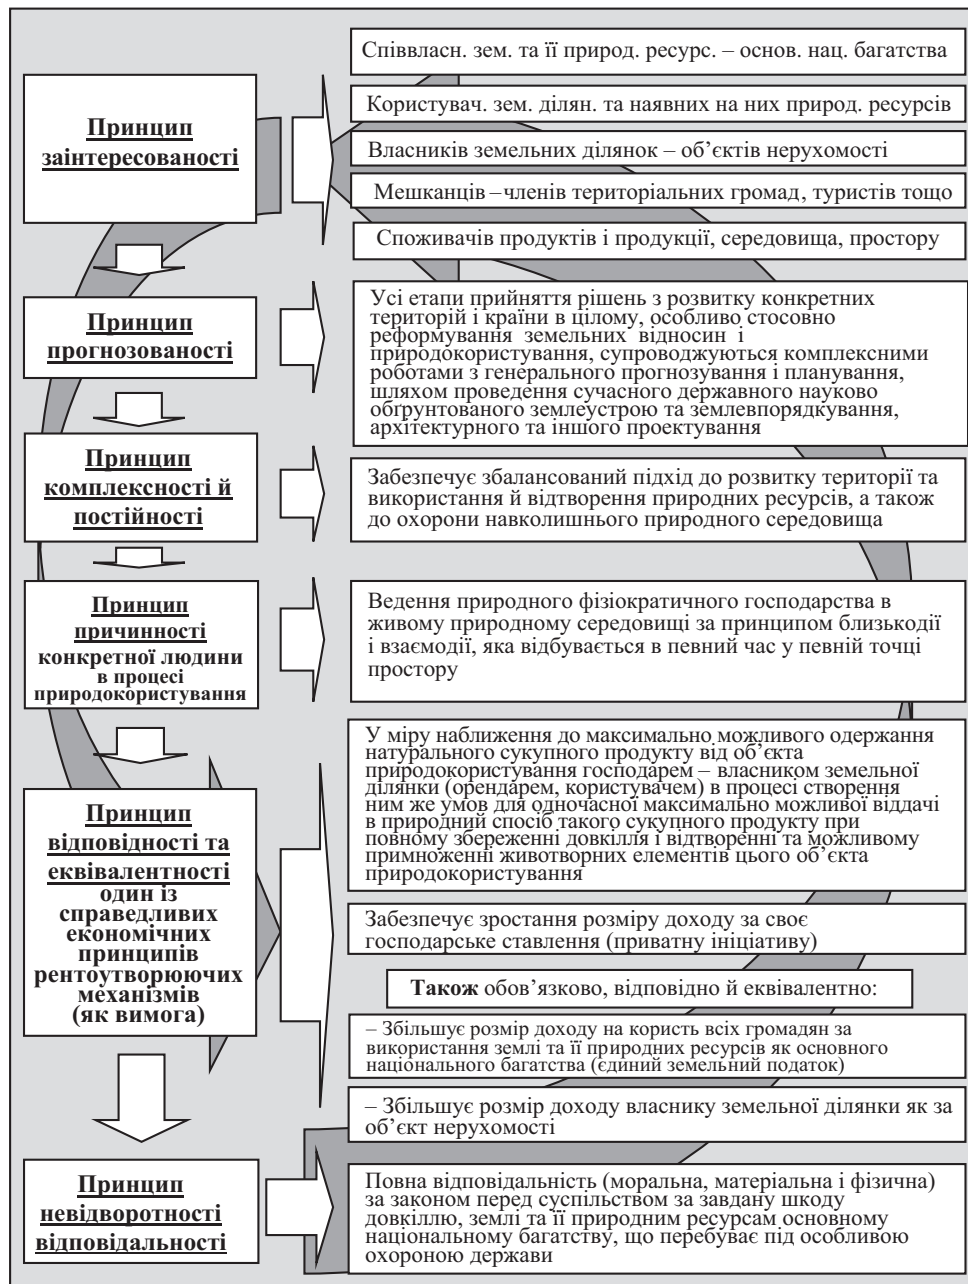 Принцип
заінтересованості
Співвласн. зем. та її природ. ресурс. – основ. нац. багатства
Користувач. зем. ділян. та наявних на них природ. ресурсів
Власників земельних ділянок – об’єктів нерухомості
Мешканців –членів територіальних громад, туристів тощо
Споживачів продуктів і продукції, середовища, простору
Принцип
прогнозованості
Усі етапи прийняття рішень з розвитку конкретних
територій і країни в цілому, особливо стосовно
реформування земельних відносин і
природокористування, супроводжуються комплексними
роботами з генерального прогнозування і планування,
шляхом проведення сучасного державного науково
обґрунтованого землеустрою та землевпорядкування,
архітектурного та іншого проектування
Принцип
комплексності й
постійності
Забезпечує збалансований підхід до розвитку території та
використання й відтворення природних ресурсів, а також
до охорони навколишнього природного середовища
Принцип
причинності
конкретної людини
в процесі
природокористування
Ведення природного фізіократичного господарства в
живому природному середовищі за принципом близькодії
і взаємодії, яка відбувається в певний час у певній точці
простору
Принцип
відповідності та
еквівалентності
один із
справедливих
економічних
принципів
рентоутворюючих
механізмів
(як вимога)
У міру наближення до максимально можливого одержання
натурального сукупного продукту від об’єкта
природокористування господарем – власником земельної
ділянки (орендарем, користувачем) в процесі створення
ним же умов для одночасної максимально можливої віддачі
в природний спосіб такого сукупного продукту при
повному збереженні довкілля і відтворенні та можливому
примноженні животворних елементів цього об’єкта
природокористування
Забезпечує зростання розміру доходу за своє
господарське ставлення (приватну ініціативу)
Також обов’язково, відповідно й еквівалентно:
– Збільшує розмір доходу на користь всіх громадян за
використання землі та її природних ресурсів як основного
національного багатства (єдиний земельний податок)
– Збільшує розмір доходу власнику земельної ділянки як за
об’єкт нерухомості
Принцип
невідворотності
відповідальності
Повна відповідальність (моральна, матеріальна і фізична)
за законом перед суспільством за завдану шкоду
довкіллю, землі та її природним ресурсам основному
національному багатству, що перебуває під особливою
охороною держави